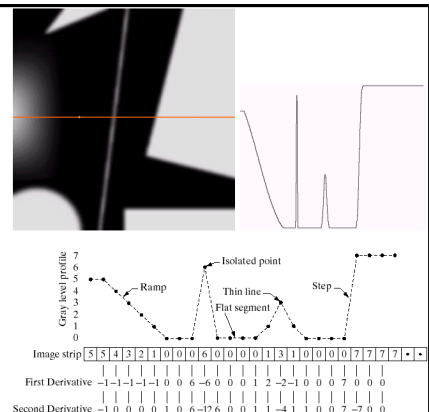 7
6
5
4
3
2
1
0
Gray level profile
Isolated point
Ramp
Thin line
Flat segment
Step
Image strip 5 5 4 3 2 1 0 0 0 6 0 0 0 0 1 3 1 0 0 0 0 7 7 7 7 • •
First Derivative −1 −1 −1 −1 −1 0 0 6 −6 0 0 0 1 2 −2 −1 0 0 0 7 0 0 0
Second Derivative −1 0 0 0 0 1 0 6 −12 6 0 0 1 1 −4 1 1 0 0 7 −7 0 0